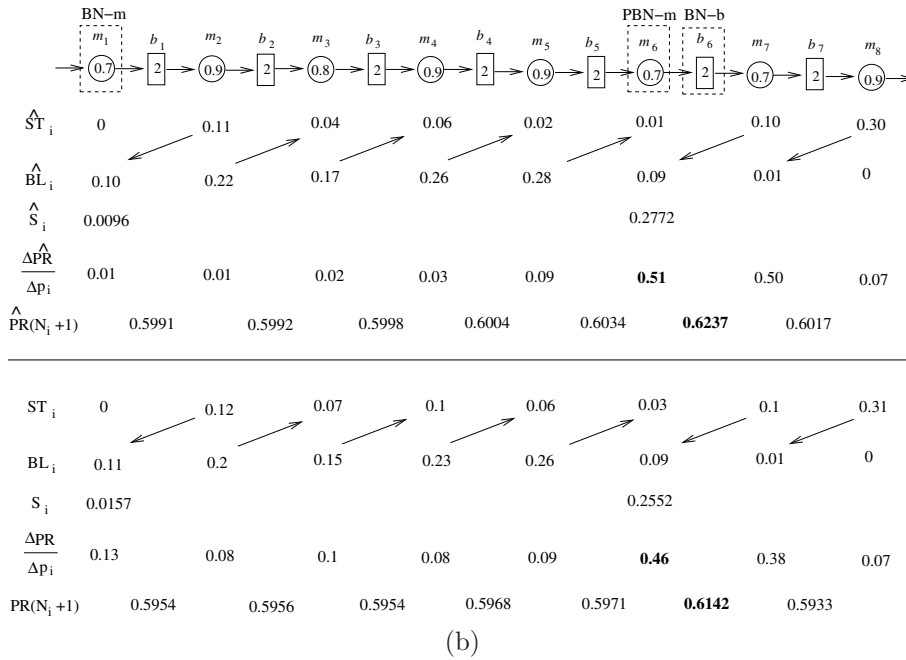 BN−m PBN−m BN−b
m1 b1 m2 b2 m3 b3 m4 b4 m5 b5 m6 b6 m7 b7 m8
0.7 2 0.9 2 0.8 2 0.9 2 0.9 2 0.7 2 0.7 2 0.9
ŜT i 0 0.11 0.04 0.06 0.02 0.01 0.10 0.30
B̂L i 0.10 0.22 0.17 0.26 0.28 0.09 0.01 0
Ŝ i 0.0096 0.2772
ΔP̂R
Δpi 0.01 0.01 0.02 0.03 0.09 0.51 0.50 0.07
P̂R(Ni+1) 0.5991 0.5992 0.5998 0.6004 0.6034 0.6237 0.6017
ST i 0 0.12 0.07 0.1 0.06 0.03 0.1 0.31
BL i 0.11 0.2 0.15 0.23 0.26 0.09 0.01 0
S i 0.0157 0.2552
ΔPR
Δpi 0.13 0.08 0.1 0.08 0.09 0.46 0.38 0.07
PR(Ni+1) 0.5954 0.5956 0.5954 0.5968 0.5971 0.6142 0.5933
(b)